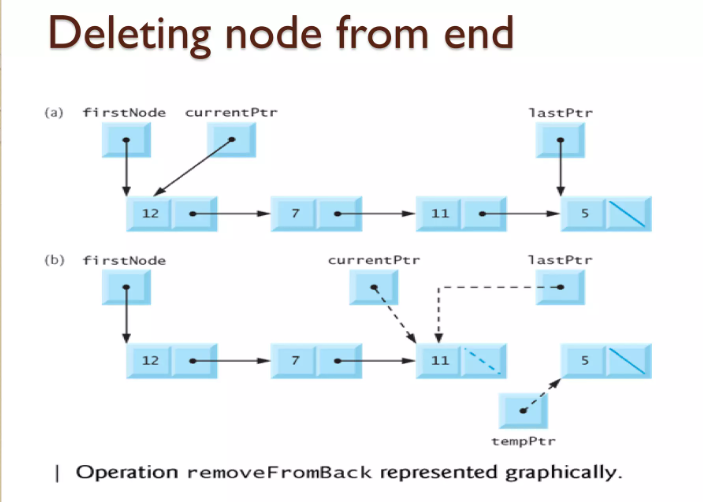 Deleting node from end
(a) firstNode currentPtr lastPtr
12 7 11 5
(b) firstNode currentPtr lastPtr
12 7 11 5
tempPtr
| Operation removeFromBack represented graphically.